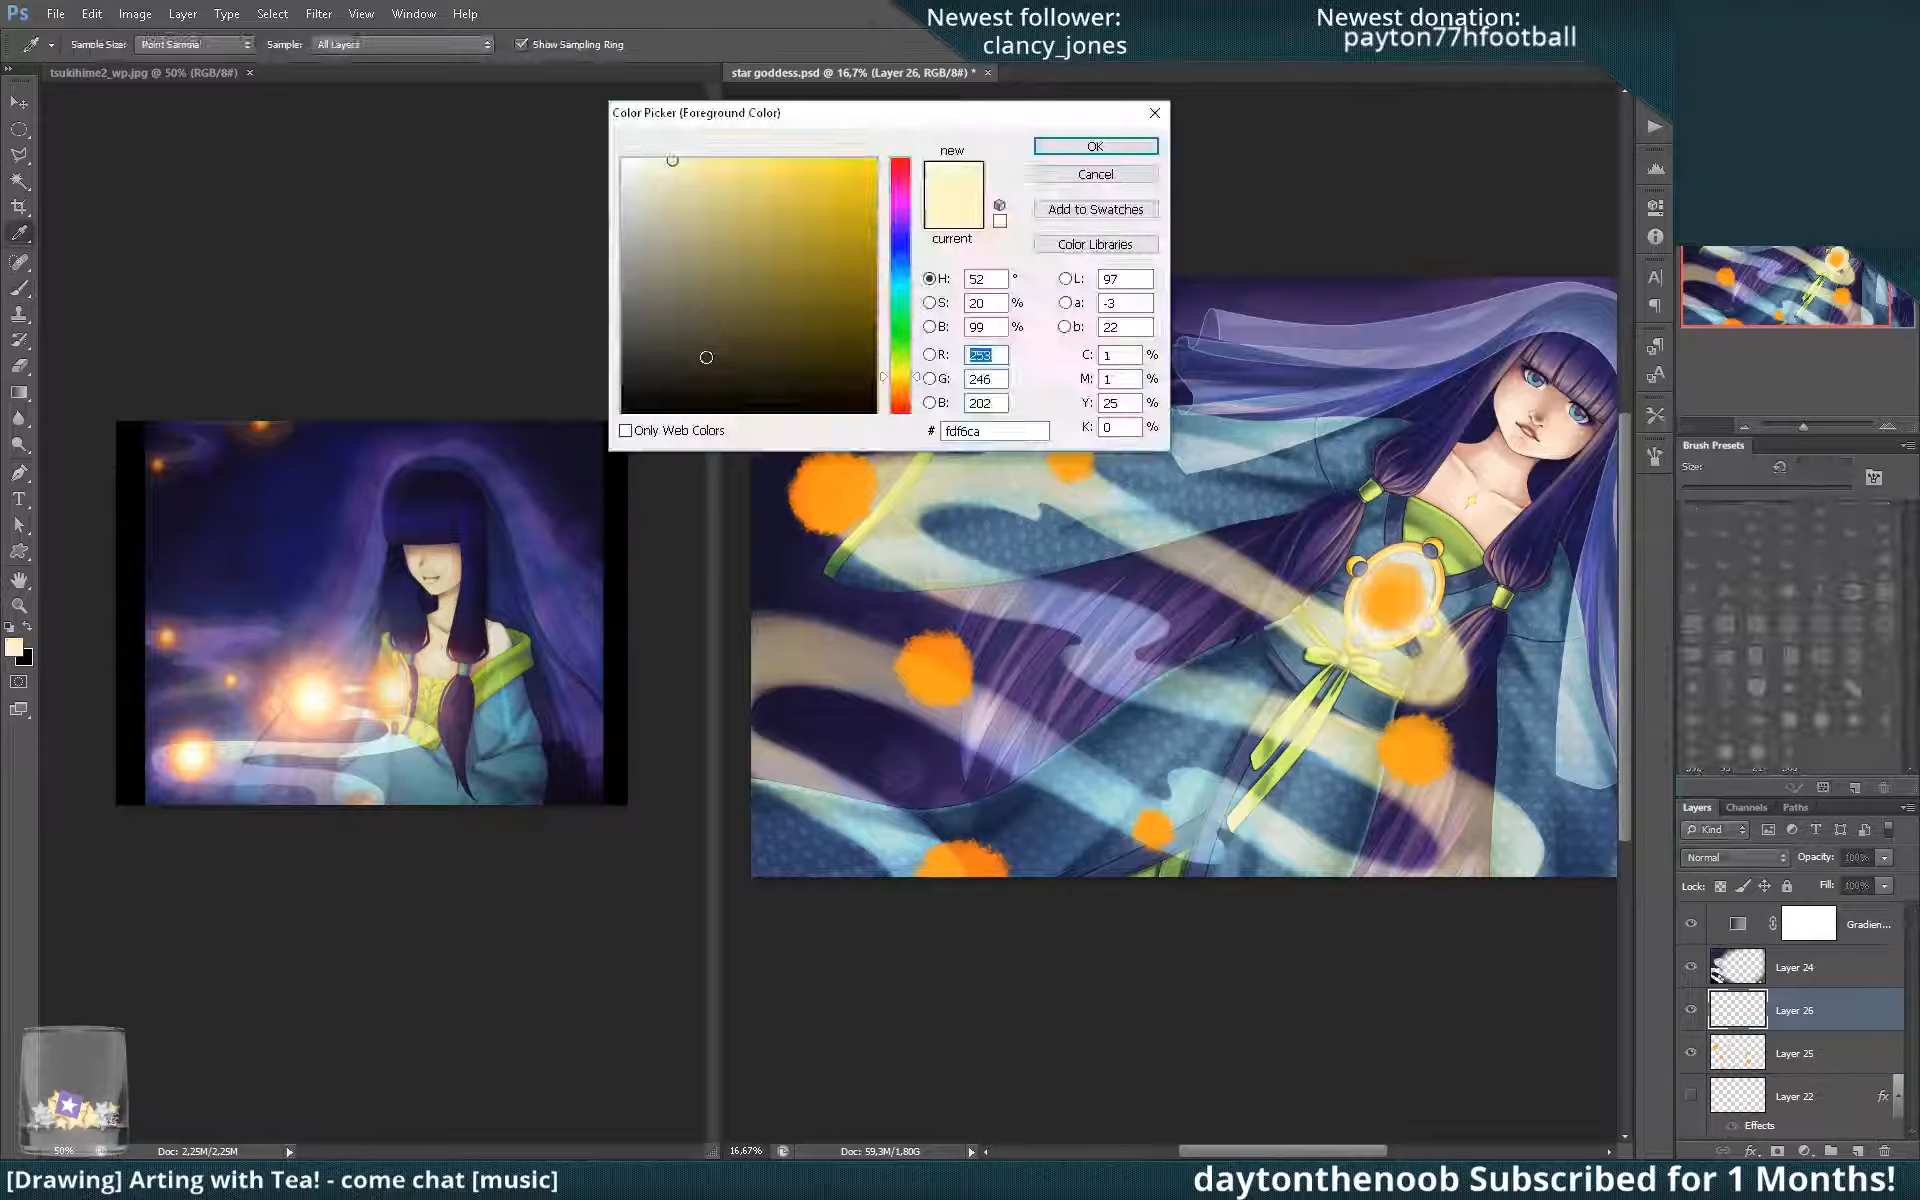 Ps File Edit Image Layer Type Select Filter View Window Help
Newest follower:
clancy_jones
Newest donation:
payton77hfootball
Sample Size: Point Sample Sample: All Layers Show Sampling Ring
tsukihime2_wp.jpg @ 50% (RGB/8#) ×
star goddess.psd @ 16,7% (Layer 26, RGB/8#) * ×
Color Picker (Foreground Color)
new
current
OK
Cancel
Add to Swatches
Color Libraries
H: 52 °
S: 20 %
B: 99 %
R: 253
G: 246
B: 202
L: 97
a: -3
b: 22
C: 1 %
M: 1 %
Y: 25 %
K: 0 %
# fdf6ca
Only Web Colors
Brush Presets
Size:
Layers Channels Paths
Kind
Normal Opacity: 100%
Lock: Fill: 100%
Gradien...
Layer 24
Layer 26
Layer 25
Layer 22 fx
Effects
50% Doc: 2,25M/2,25M
16,67% Doc: 59,3M/1,80G
[Drawing] Arting with Tea! - come chat [music]
daytonthenoob Subscribed for 1 Months!